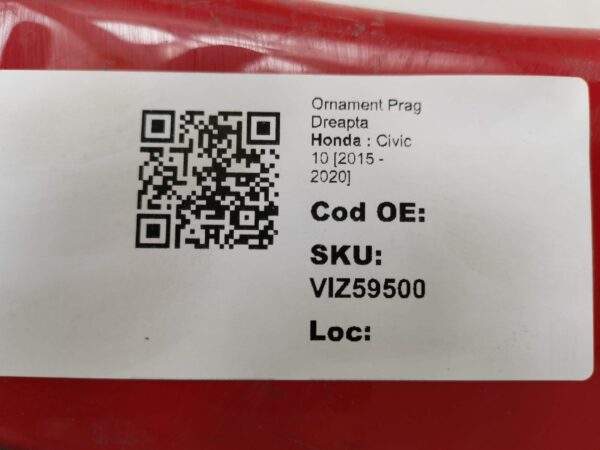 Ornament Prag
Dreapta
Honda : Civic
10 [2015 -
2020]
Cod OE:
SKU:
VIZ59500
Loc: